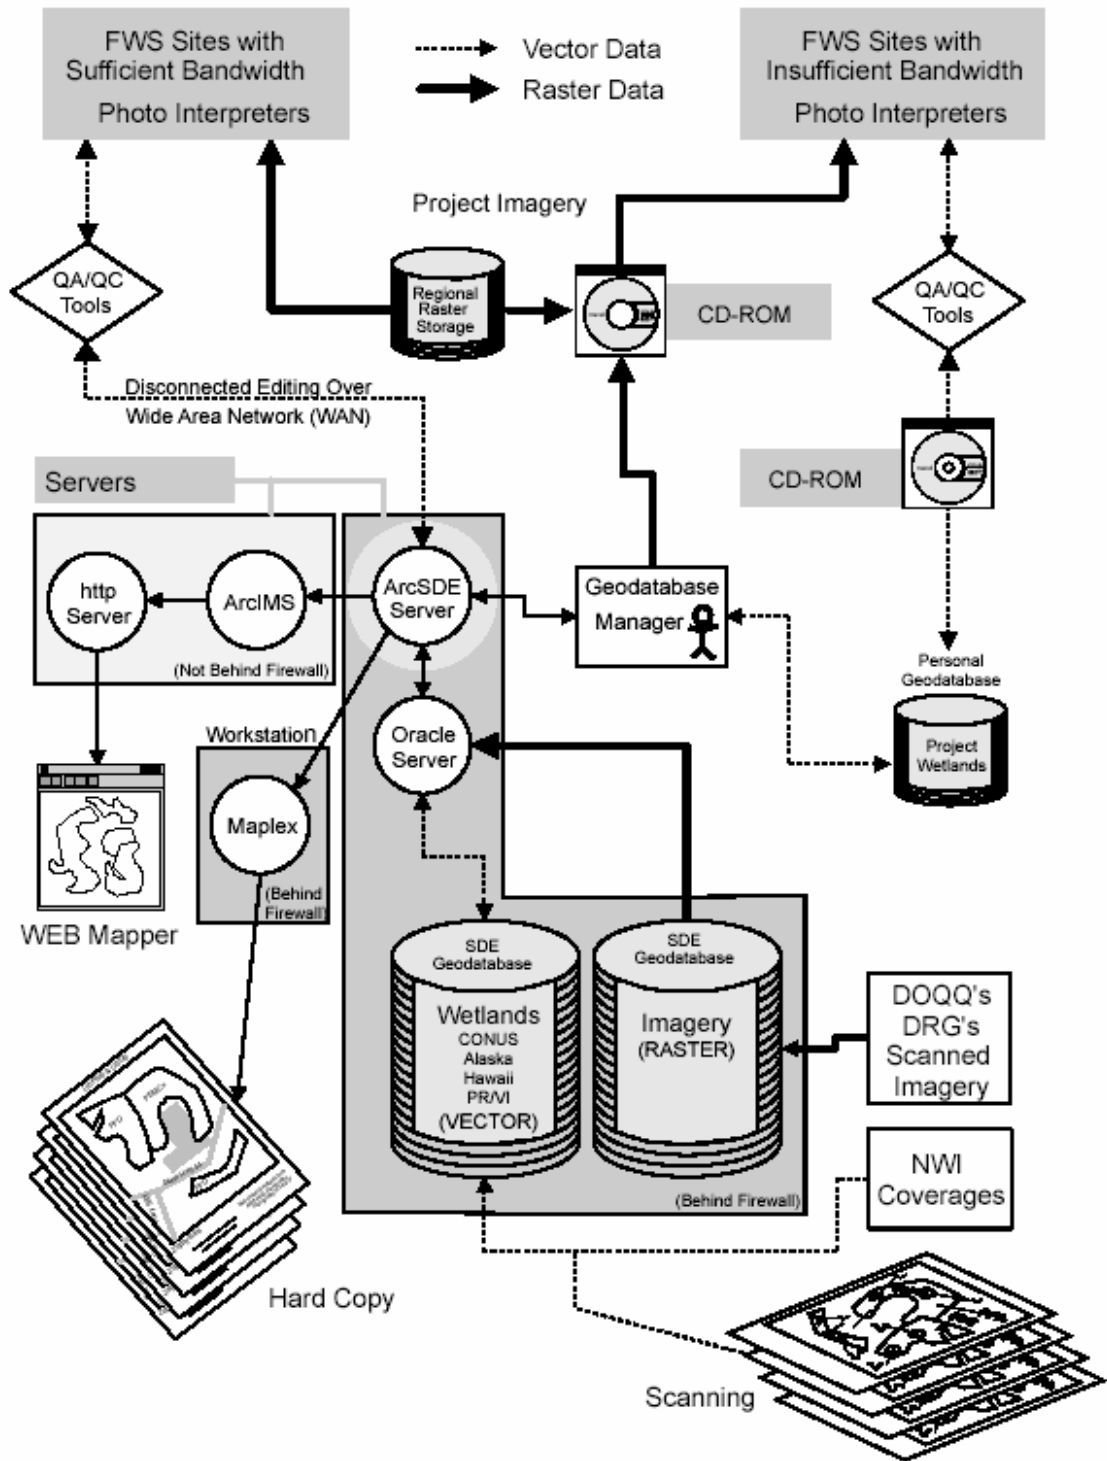 FWS Sites with
Sufficient Bandwidth
Photo Interpreters
Vector Data
Raster Data
FWS Sites with
Insufficient Bandwidth
Photo Interpreters
Project Imagery
QA/QC
Tools
Regional
Raster
Storage
CD-ROM
QA/QC
Tools
Disconnected Editing Over
Wide Area Network (WAN)
CD-ROM
Servers
http
Server
ArcIMS
ArcSDE
Server
Geodatabase
Manager
(Not Behind Firewall)
Personal
Geodatabase
Project
Wetlands
Workstation
Oracle
Server
Maplex
(Behind
Firewall)
WEB Mapper
SDE
Geodatabase
Wetlands
CONUS
Alaska
Hawaii
PR/VI
(VECTOR)
SDE
Geodatabase
Imagery
(RASTER)
DOQQ's
DRG's
Scanned
Imagery
NWI
Coverages
(Behind Firewall)
Hard Copy
Scanning